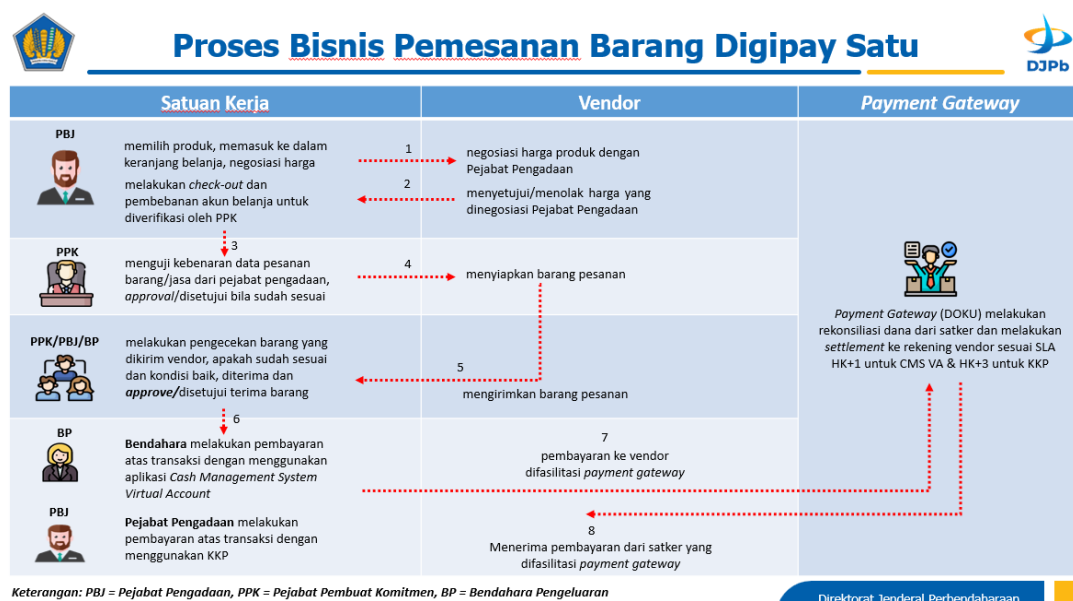 Proses Bisnis Pemesanan Barang Digipay Satu
DJPb
Satuan Kerja
Vendor
Payment Gateway
PBJ
memilih produk, memasuk ke dalam
keranjang belanja, negosiasi harga
melakukan check-out dan
pembebanan akun belanja untuk
diverifikasi oleh PPK
1
2
negosiasi harga produk dengan
Pejabat Pengadaan
menyetujui/menolak harga yang
dinegosiasi Pejabat Pengadaan
3
PPK
menguji kebenaran data pesanan
barang/jasa dari pejabat pengadaan,
approval/disetujui bila sudah sesuai
4
menyiapkan barang pesanan
PPK/PBJ/BP
melakukan pengecekan barang yang
dikirim vendor, apakah sudah sesuai
dan kondisi baik, diterima dan
approve/disetujui terima barang
5
mengirimkan barang pesanan
6
BP
Bendahara melakukan pembayaran
atas transaksi dengan menggunakan
aplikasi Cash Management System
Virtual Account
7
pembayaran ke vendor
difasilitasi payment gateway
PBJ
Pejabat Pengadaan melakukan
pembayaran atas transaksi dengan
menggunakan KKP
8
Menerima pembayaran dari satker yang
difasilitasi payment gateway
Payment Gateway (DOKU) melakukan
rekonsiliasi dana dari satker dan melakukan
settlement ke rekening vendor sesuai SLA
HK+1 untuk CMS VA & HK+3 untuk KKP
Keterangan: PBJ = Pejabat Pengadaan, PPK = Pejabat Pembuat Komitmen, BP = Bendahara Pengeluaran
Direktorat Jenderal Perbendaharaan